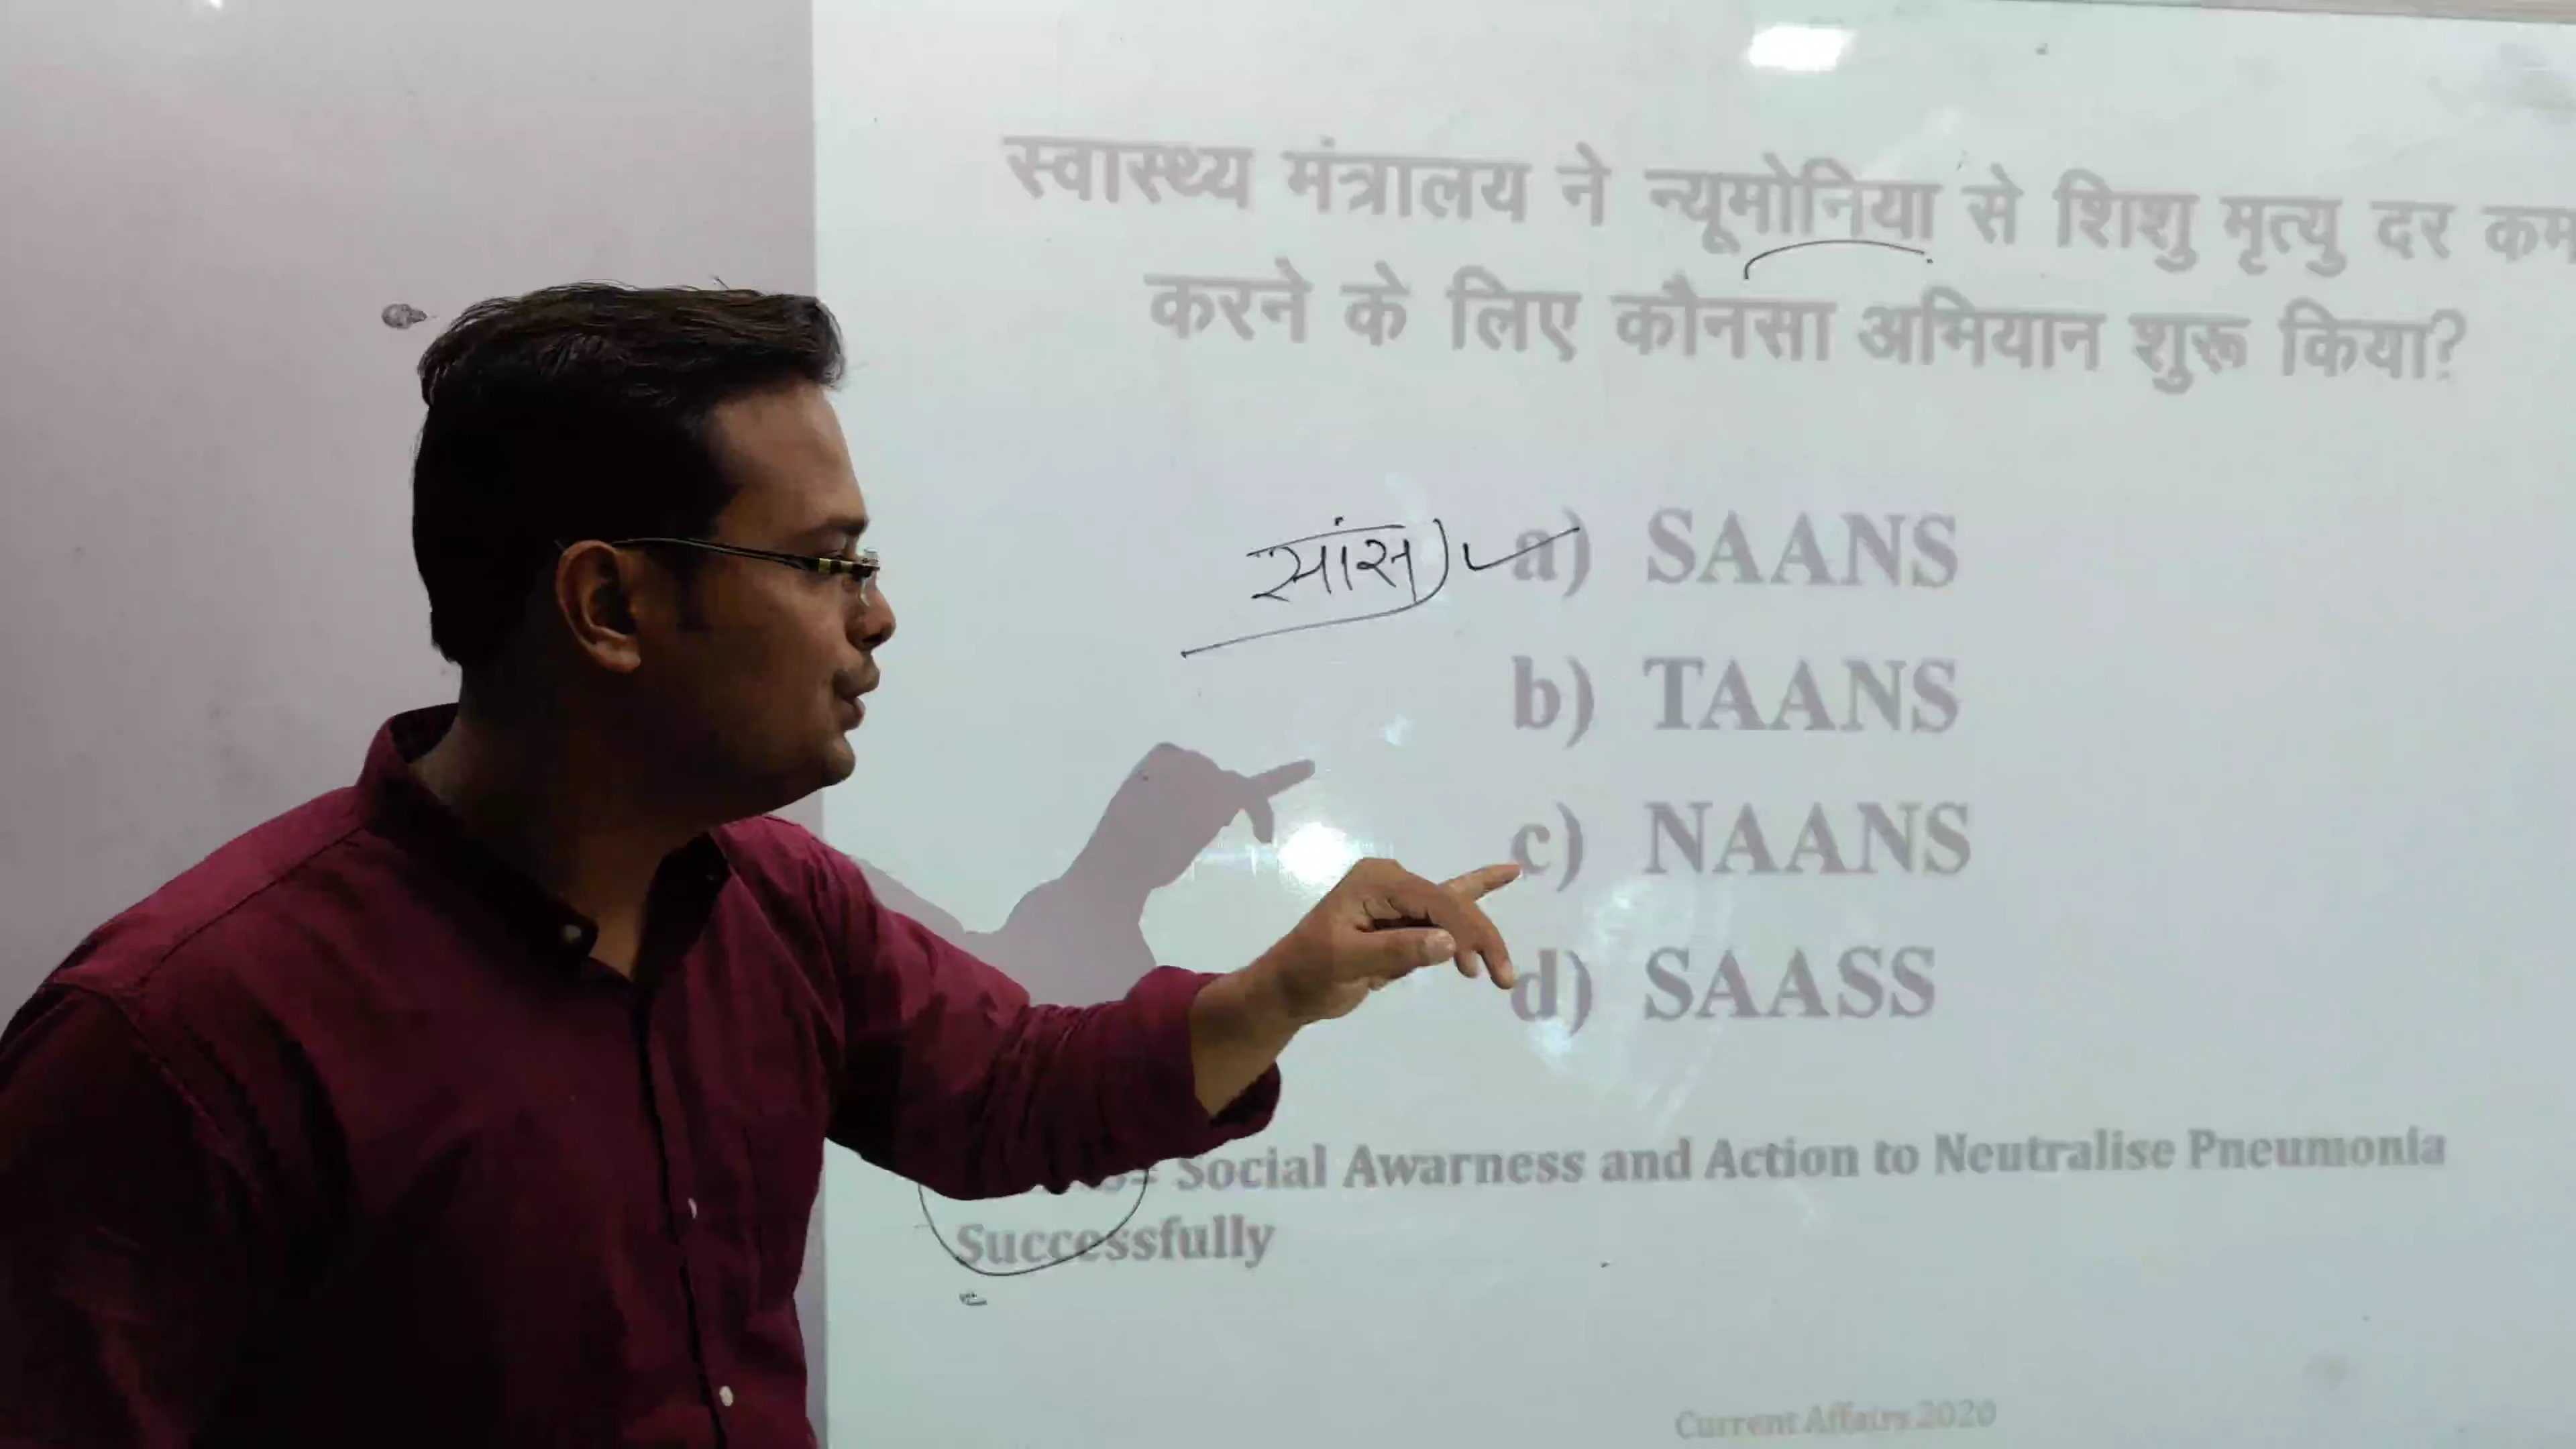 स्वास्थ्य मंत्रालय ने न्यूमोनिया से शिशु मृत्यु दर कम
करने के लिए कौनसा अभियान शुरू किया?
सांस a) SAANS
b) TAANS
c) NAANS
d) SAASS
= Social Awarness and Action to Neutralise Pneumonia
Successfully
Current Affairs 2020